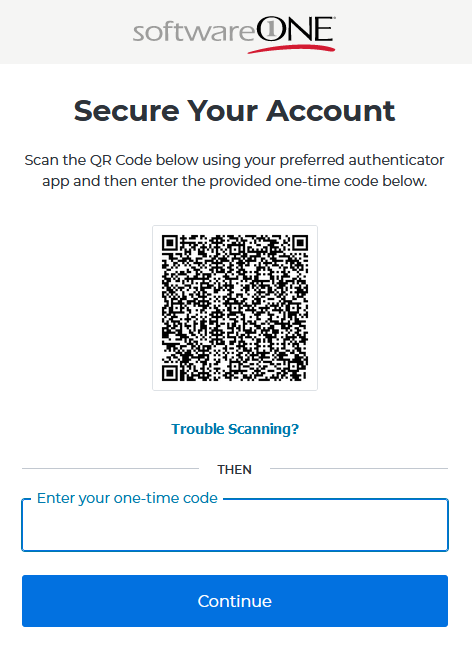 softwareONE
Secure Your Account
Scan the QR Code below using your preferred authenticator
app and then enter the provided one-time code below.
Trouble Scanning?
THEN
Enter your one-time code
Continue